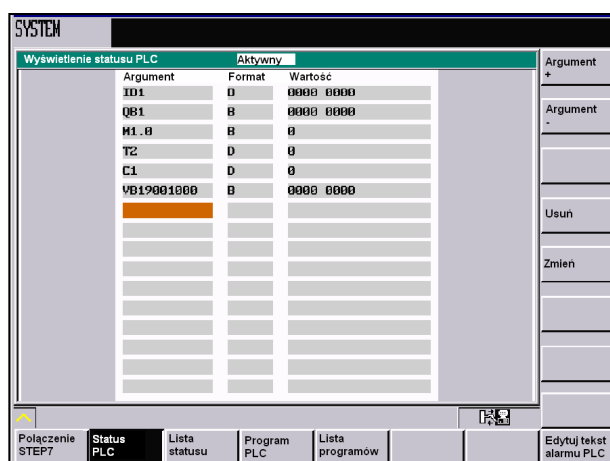 SYSTEM
Wyświetlenie statusu PLC Aktywny
Argument Format Wartość
ID1 D 0000 0000
QB1 B 0000 0000
M1.0 B 0
T2 D 0
C1 D 0
VB19001000 B 0000 0000
Argument
+
Argument
-
Usuń
Zmień
Połączenie
STEP7
Status
PLC
Lista
statusu
Program
PLC
Lista
programów
Edytuj tekst
alarmu PLC